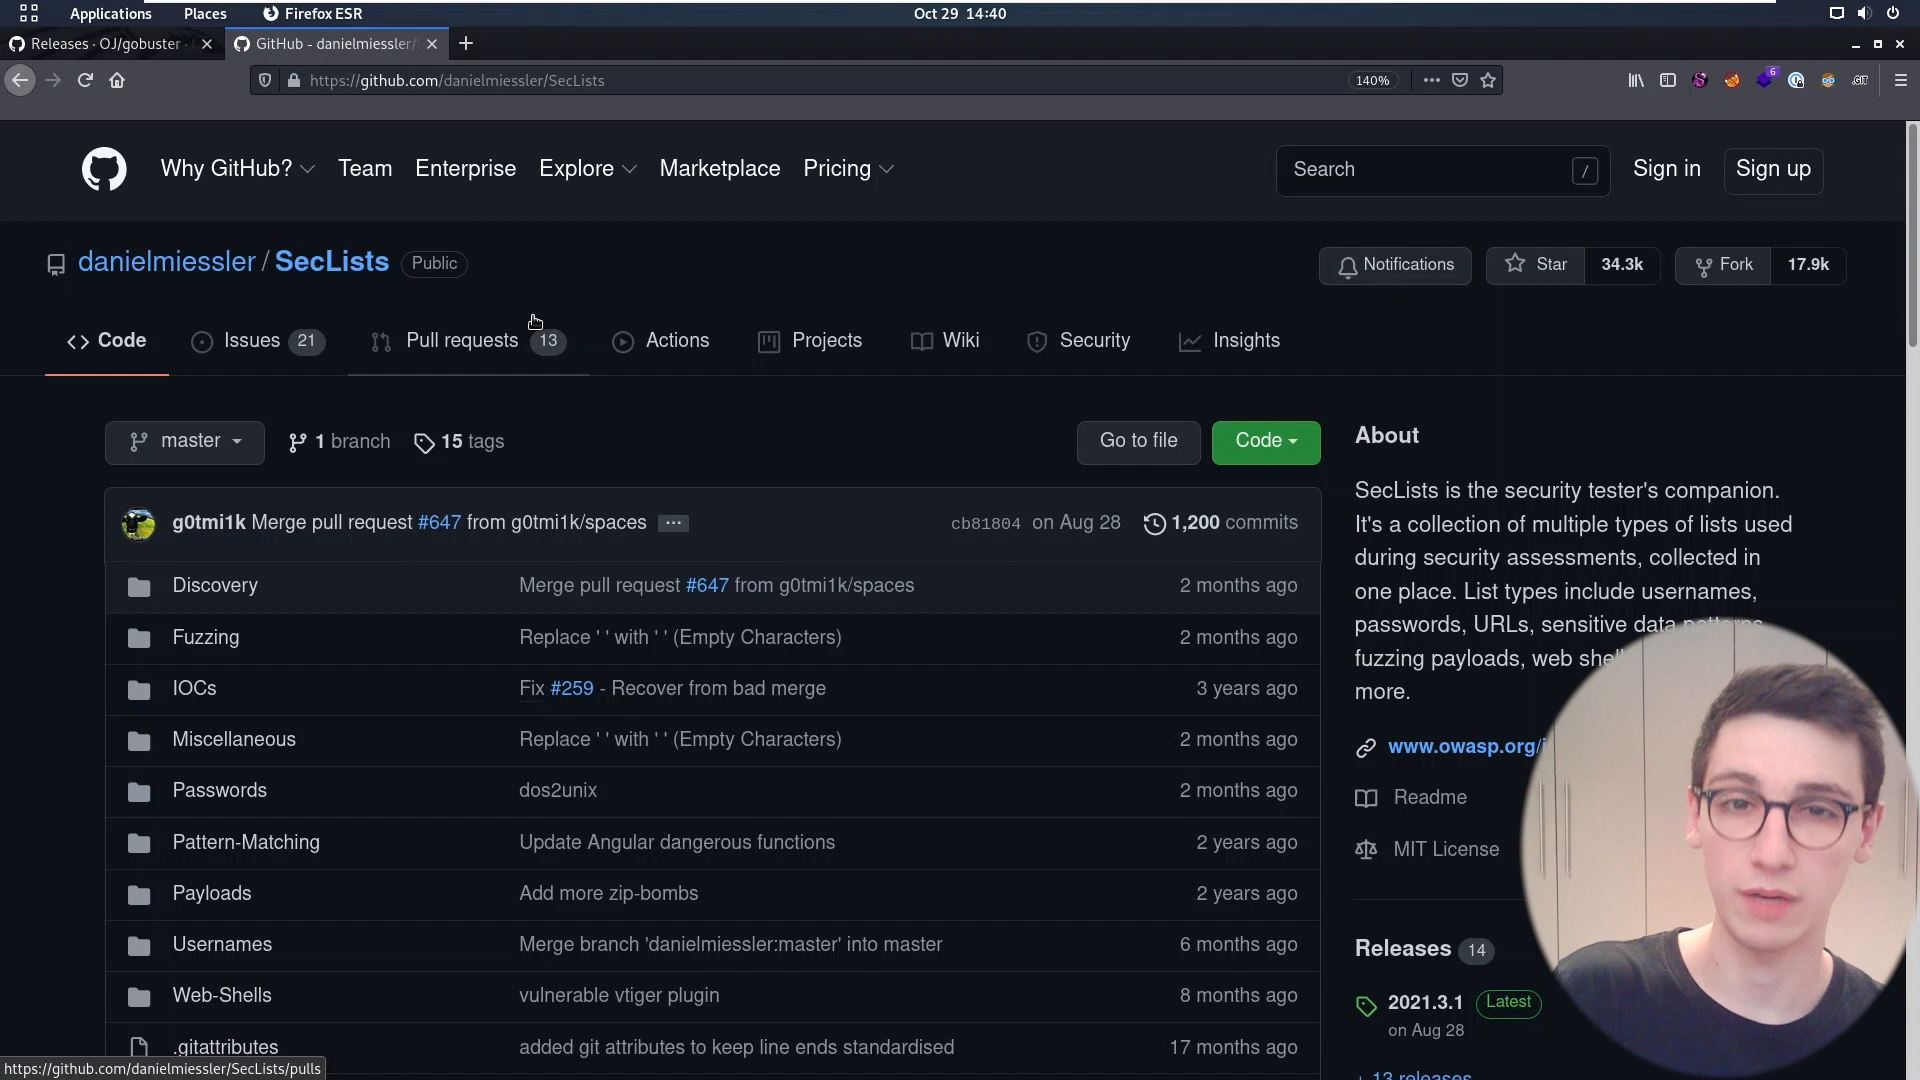 Applications Places Firefox ESR Oct 29 14:40
Releases · OJ/gobuster · GitHub - danielmiessler/S
https://github.com/danielmiessler/SecLists 140% 6 .GIT
Why GitHub? Team Enterprise Explore Marketplace Pricing Search / Sign in Sign up
danielmiessler / SecLists Public Notifications Star 34.3k Fork 17.9k
Code Issues 21 Pull requests 13 Actions Projects Wiki Security Insights
master 1 branch 15 tags Go to file Code
g0tmi1k Merge pull request #647 from g0tmi1k/spaces ... cb81804 on Aug 28 1,200 commits
Discovery Merge pull request #647 from g0tmi1k/spaces 2 months ago
Fuzzing Replace ' ' with ' ' (Empty Characters) 2 months ago
IOCs Fix #259 - Recover from bad merge 3 years ago
Miscellaneous Replace ' ' with ' ' (Empty Characters) 2 months ago
Passwords dos2unix 2 months ago
Pattern-Matching Update Angular dangerous functions 2 years ago
Payloads Add more zip-bombs 2 years ago
Usernames Merge branch 'danielmiessler:master' into master 6 months ago
Web-Shells vulnerable vtiger plugin 8 months ago
.gitattributes added git attributes to keep line ends standardised 17 months ago
About
SecLists is the security tester's companion.
It's a collection of multiple types of lists used
during security assessments, collected in
one place. List types include usernames,
passwords, URLs, sensitive data patterns,
fuzzing payloads, web shel
more.
www.owasp.org/i
Readme
MIT License
Releases 14
2021.3.1 Latest
on Aug 28
+ 13 releases
https://github.com/danielmiessler/SecLists/pulls